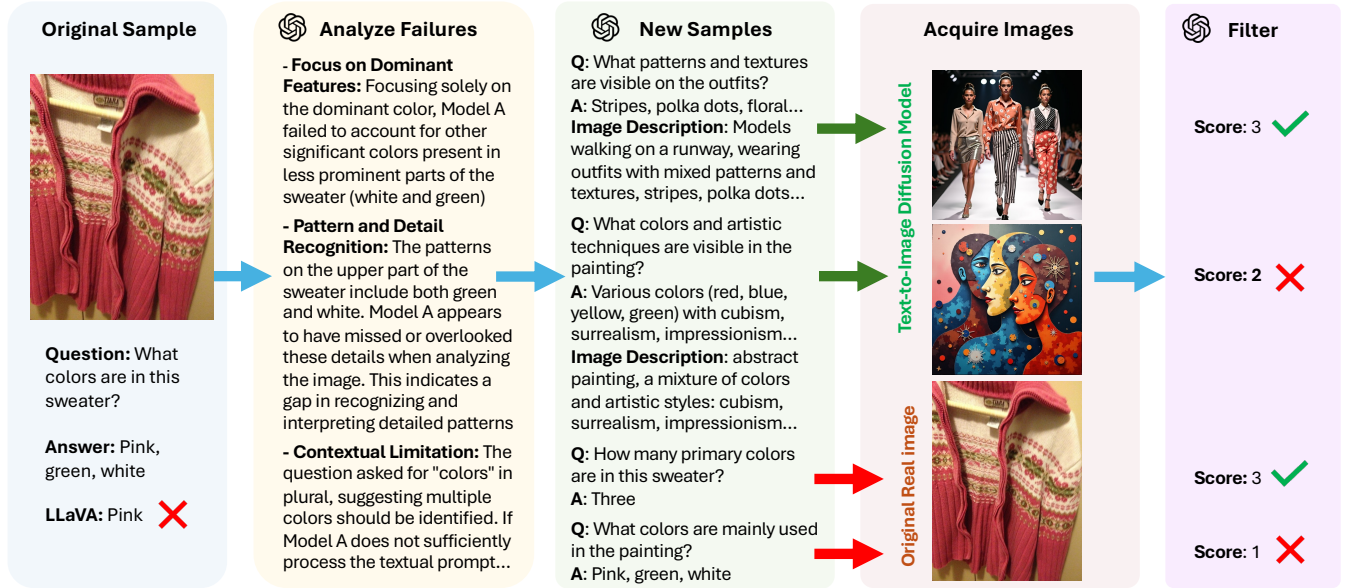 Original Sample
Question: What
colors are in this
sweater?
Answer: Pink,
green, white
LLaVA: Pink
Analyze Failures
- Focus on Dominant
Features: Focusing solely on
the dominant color, Model A
failed to account for other
significant colors present in
less prominent parts of the
sweater (white and green)
- Pattern and Detail
Recognition: The patterns
on the upper part of the
sweater include both green
and white. Model A appears
to have missed or overlooked
these details when analyzing
the image. This indicates a
gap in recognizing and
interpreting detailed patterns
- Contextual Limitation: The
question asked for "colors" in
plural, suggesting multiple
colors should be identified. If
Model A does not sufficiently
process the textual prompt...
New Samples
Q: What patterns and textures
are visible on the outfits?
A: Stripes, polka dots, floral...
Image Description: Models
walking on a runway, wearing
outfits with mixed patterns and
textures, stripes, polka dots...
Q: What colors and artistic
techniques are visible in the
painting?
A: Various colors (red, blue,
yellow, green) with cubism,
surrealism, impressionism...
Image Description: abstract
painting, a mixture of colors
and artistic styles: cubism,
surrealism, impressionism...
Q: How many primary colors
are in this sweater?
A: Three
Q: What colors are mainly used
in the painting?
A: Pink, green, white
Acquire Images
Text-to-Image Diffusion Model
Original Real image
Filter
Score: 3
Score: 2
Score: 3
Score: 1